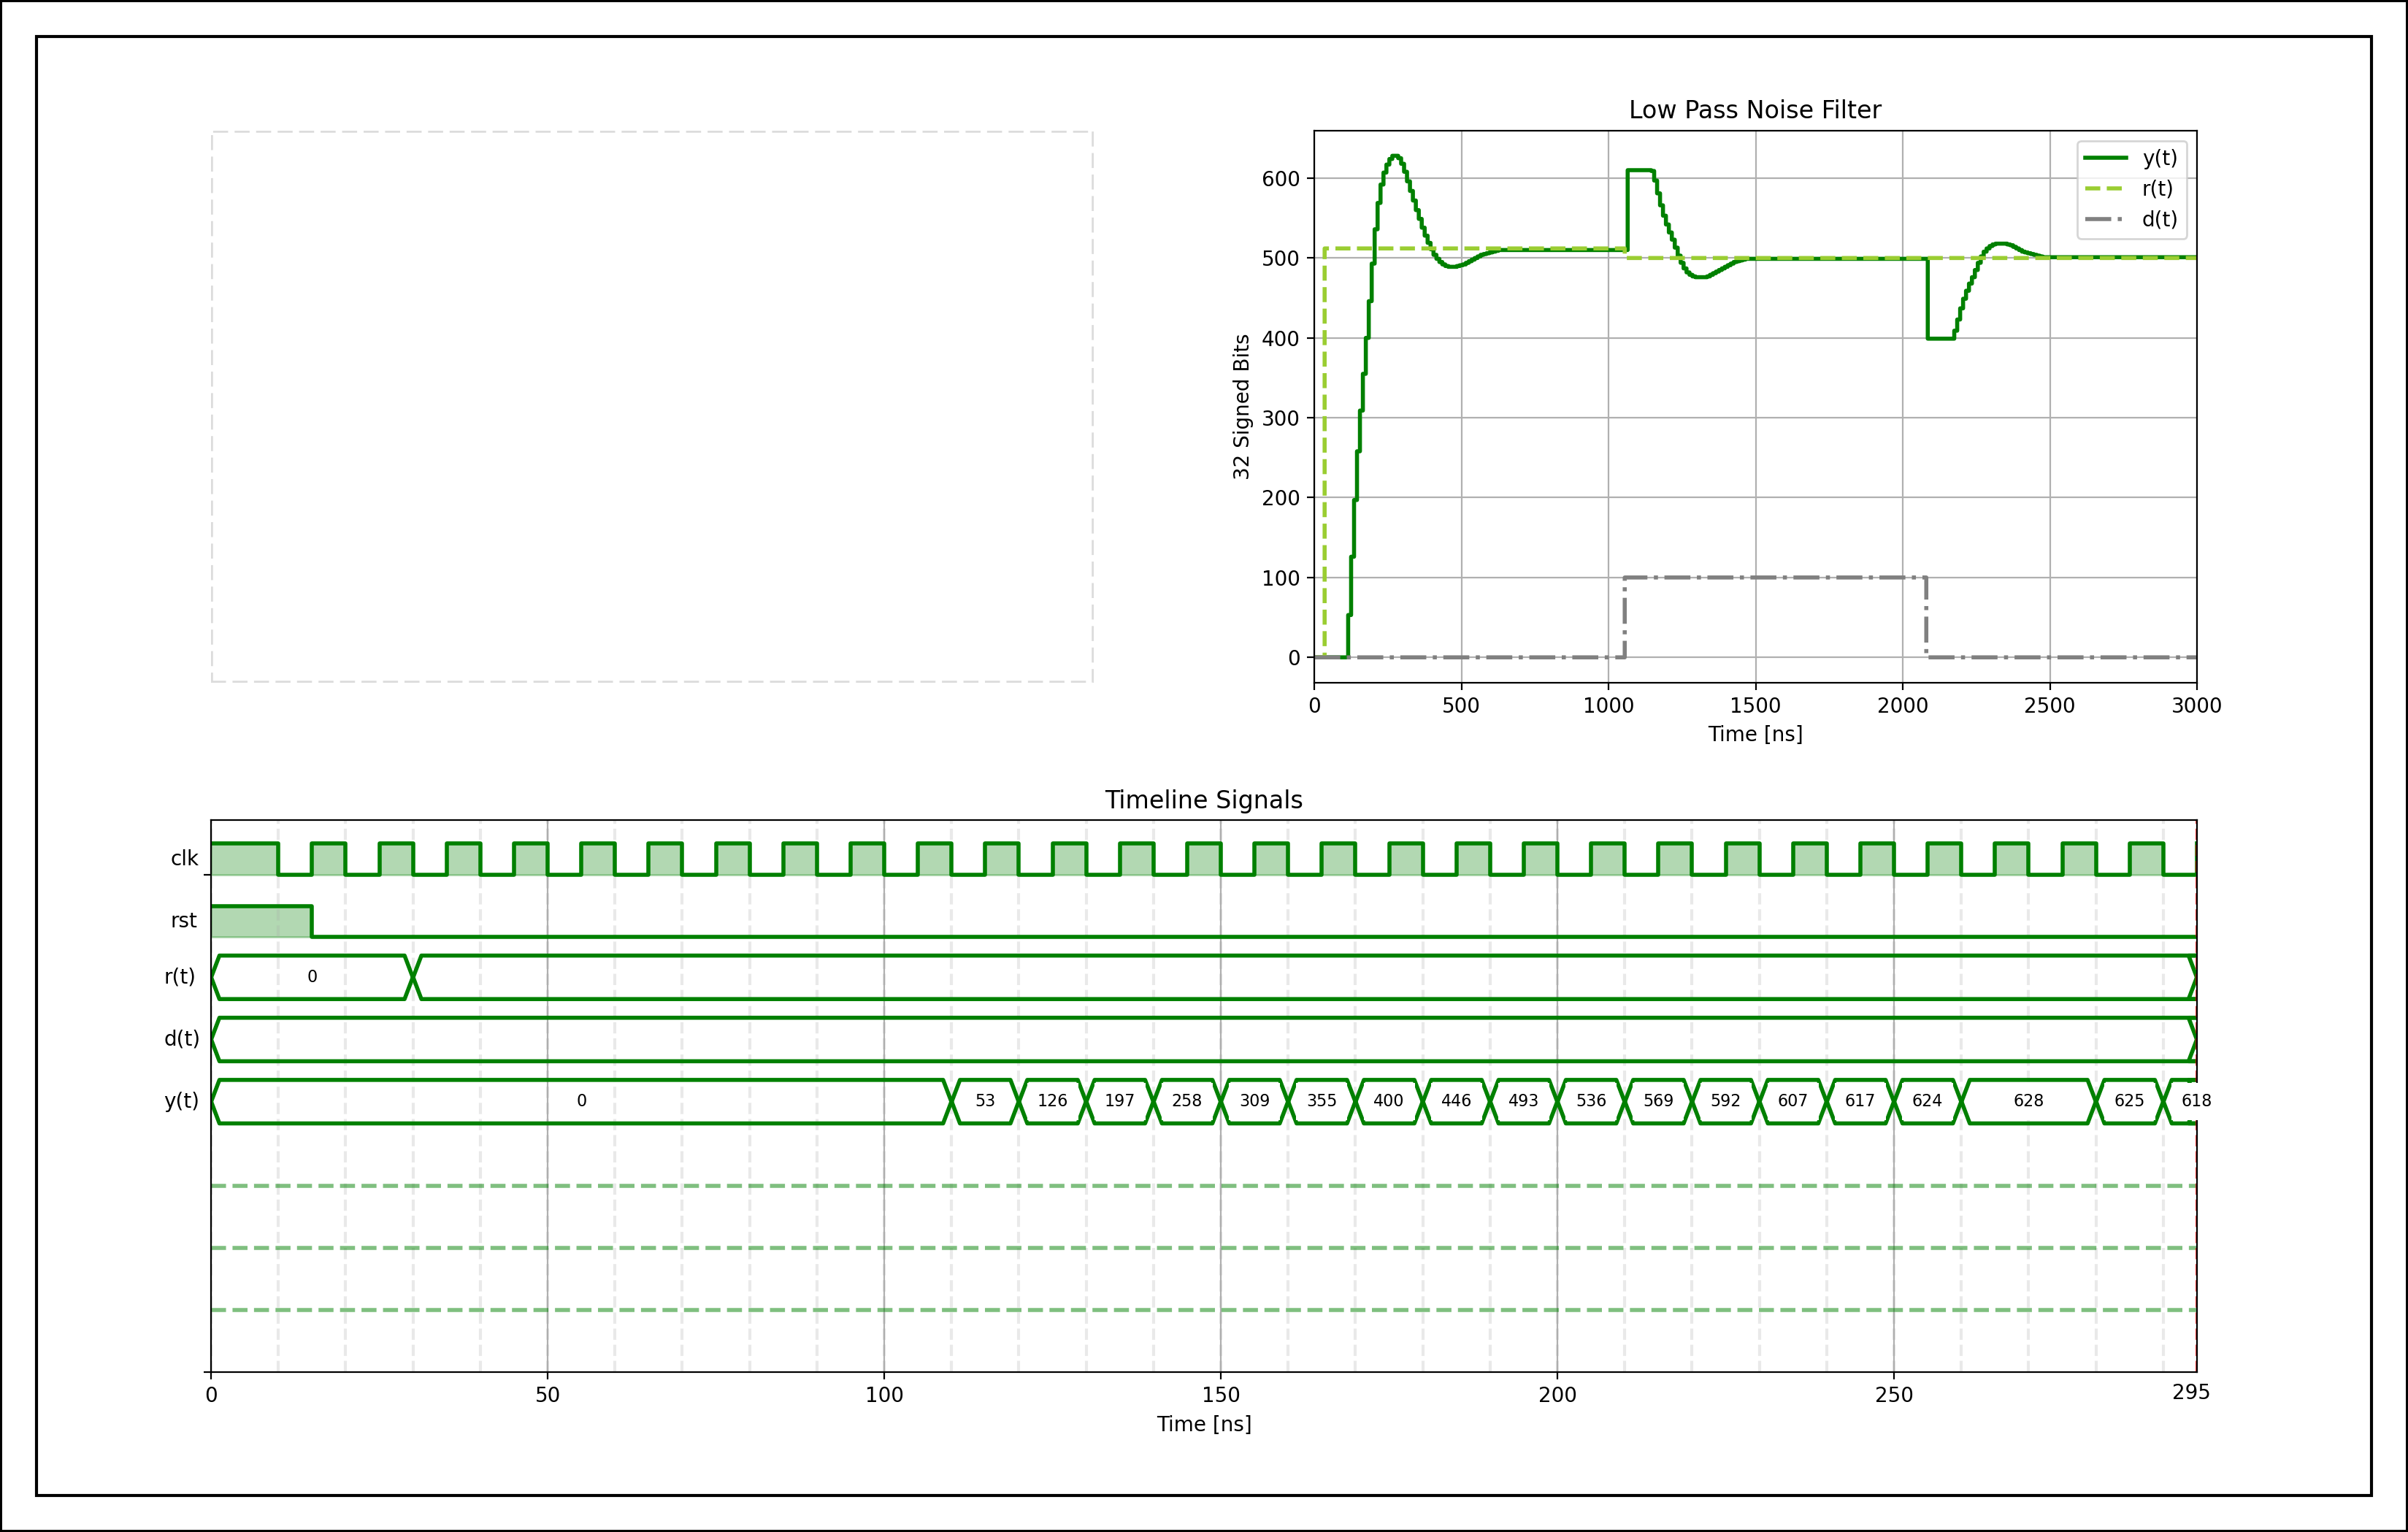 Low Pass Noise Filter
32 Signed Bits
600
500
400
300
200
100
0
y(t)
r(t)
d(t)
0 500 1000 1500 2000 2500 3000
Time [ns]
Timeline Signals
clk
rst
r(t) 0
d(t)
y(t) 0 53 126 197 258 309 355 400 446 493 536 569 592 607 617 624 628 625 618
0 50 100 150 200 250 295
Time [ns]